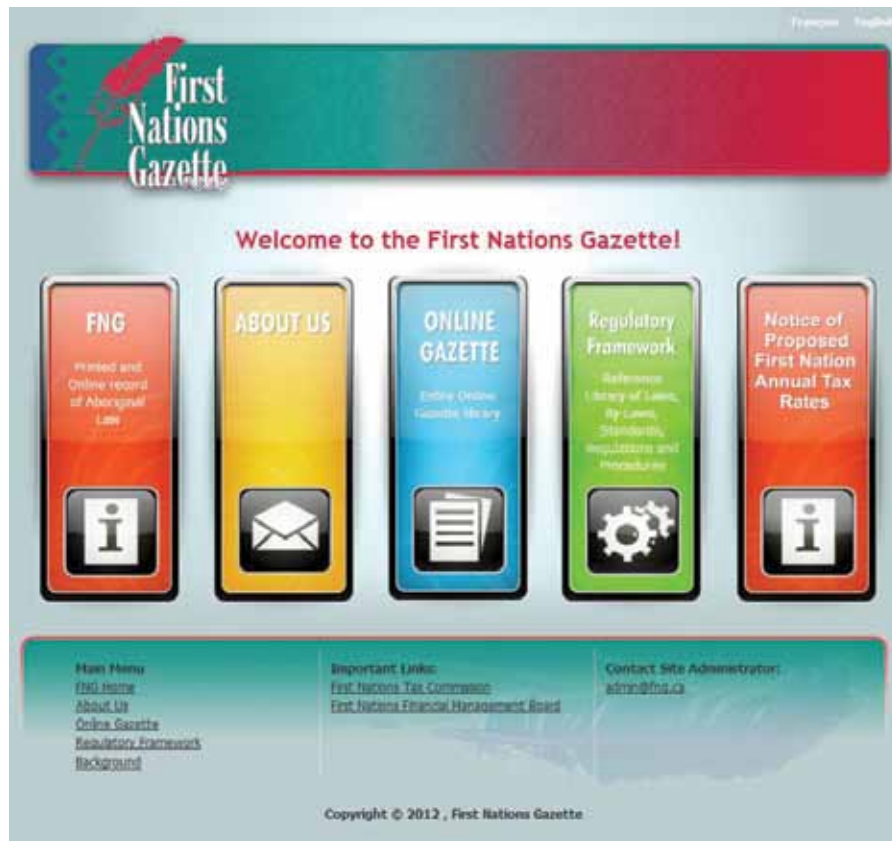 Français English
First
Nations
Gazette
Welcome to the First Nations Gazette!
FNG
Printed and
Online record
of Aboriginal
Law
ABOUT US
ONLINE
GAZETTE
Entire Online
Gazette library
Regulatory
Framework
Reference
Library of Laws,
By-Laws,
Standards,
Regulations and
Procedures
Notice of
Proposed
First Nation
Annual Tax
Rates
Main Menu
FNG Home
About Us
Online Gazette
Regulatory Framework
Background
Important Links:
First Nations Tax Commission
First Nations Financial Management Board
Contact Site Administrator:
admin@fng.ca
Copyright © 2012 , First Nations Gazette